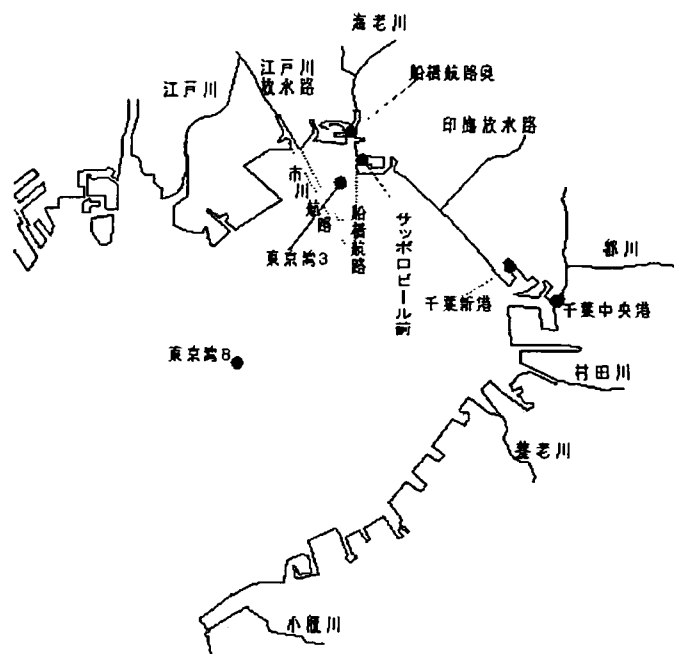 海老川
船橋航路奥
江戸川
放水路
江戸川
印旛放水路
市川
航路
船橋航路
サッポロビール前
東京湾3
都川
千葉新港
千葉中央港
東京湾8
村田川
養老川
小櫃川